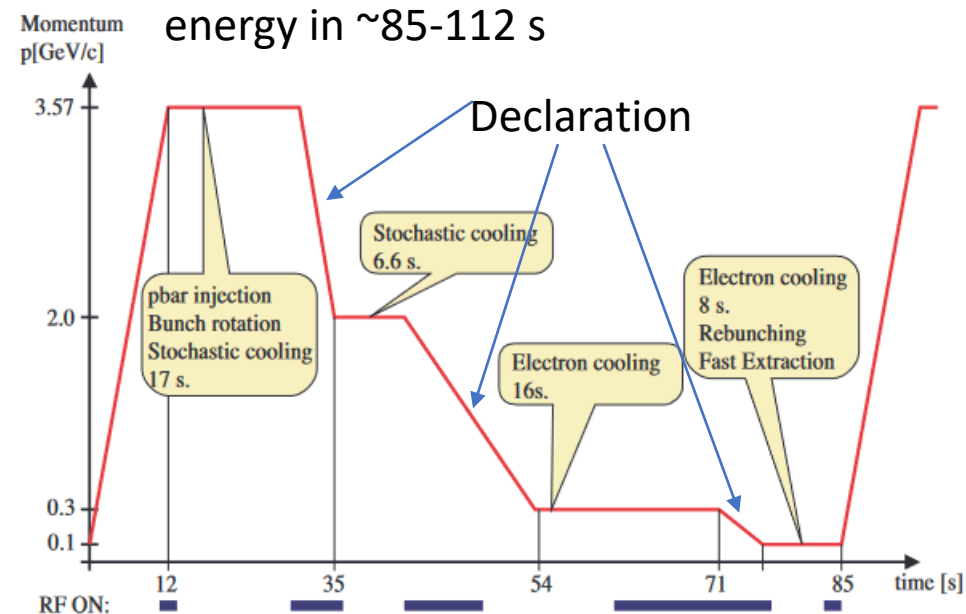 energy in ~85-112 s
Momentum
p[GeV/c]
3.57
Declaration
Stochastic cooling
6.6 s.
pbar injection
Bunch rotation
Stochastic cooling
17 s.
Electron cooling
8 s.
Rebunching
Fast Extraction
2.0
Electron cooling
16s.
0.3
0.1
12 35 54 71 85 time [s]
RF ON: